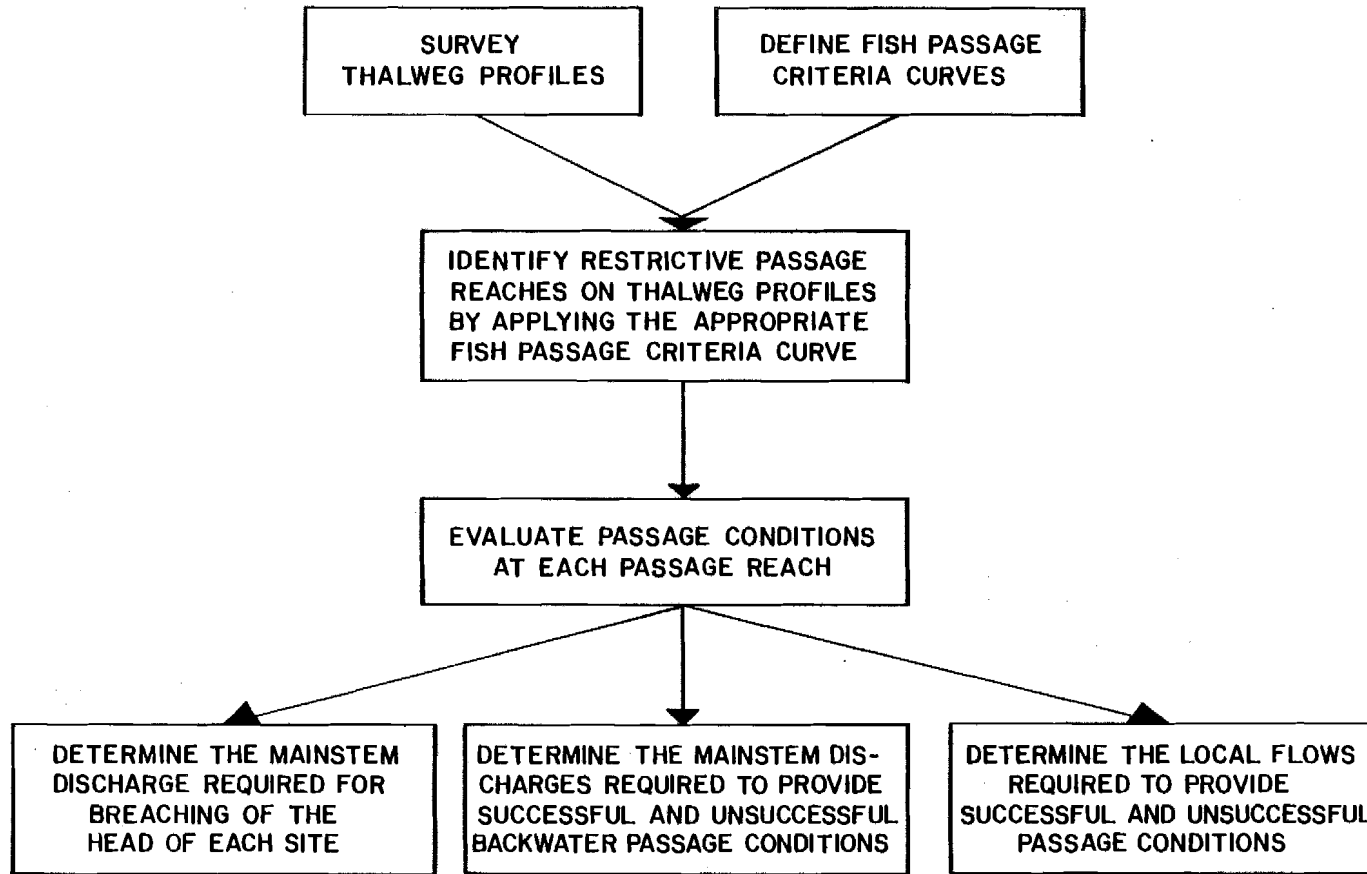 SURVEY
THALWEG PROFILES
DEFINE FISH PASSAGE
CRITERIA CURVES
IDENTIFY RESTRICTIVE PASSAGE
REACHES ON THALWEG PROFILES
BY APPLYING THE APPROPRIATE
FISH PASSAGE CRITERIA CURVE
EVALUATE PASSAGE CONDITIONS
AT EACH PASSAGE REACH
DETERMINE THE MAINSTEM
DISCHARGE REQUIRED FOR
BREACHING OF THE
HEAD OF EACH SITE
DETERMINE THE MAINSTEM DIS-
CHARGES REQUIRED TO PROVIDE
SUCCESSFUL AND UNSUCCESSFUL
BACKWATER PASSAGE CONDITIONS
DETERMINE THE LOCAL FLOWS
REQUIRED TO PROVIDE
SUCCESSFUL AND UNSUCCESSFUL
PASSAGE CONDITIONS